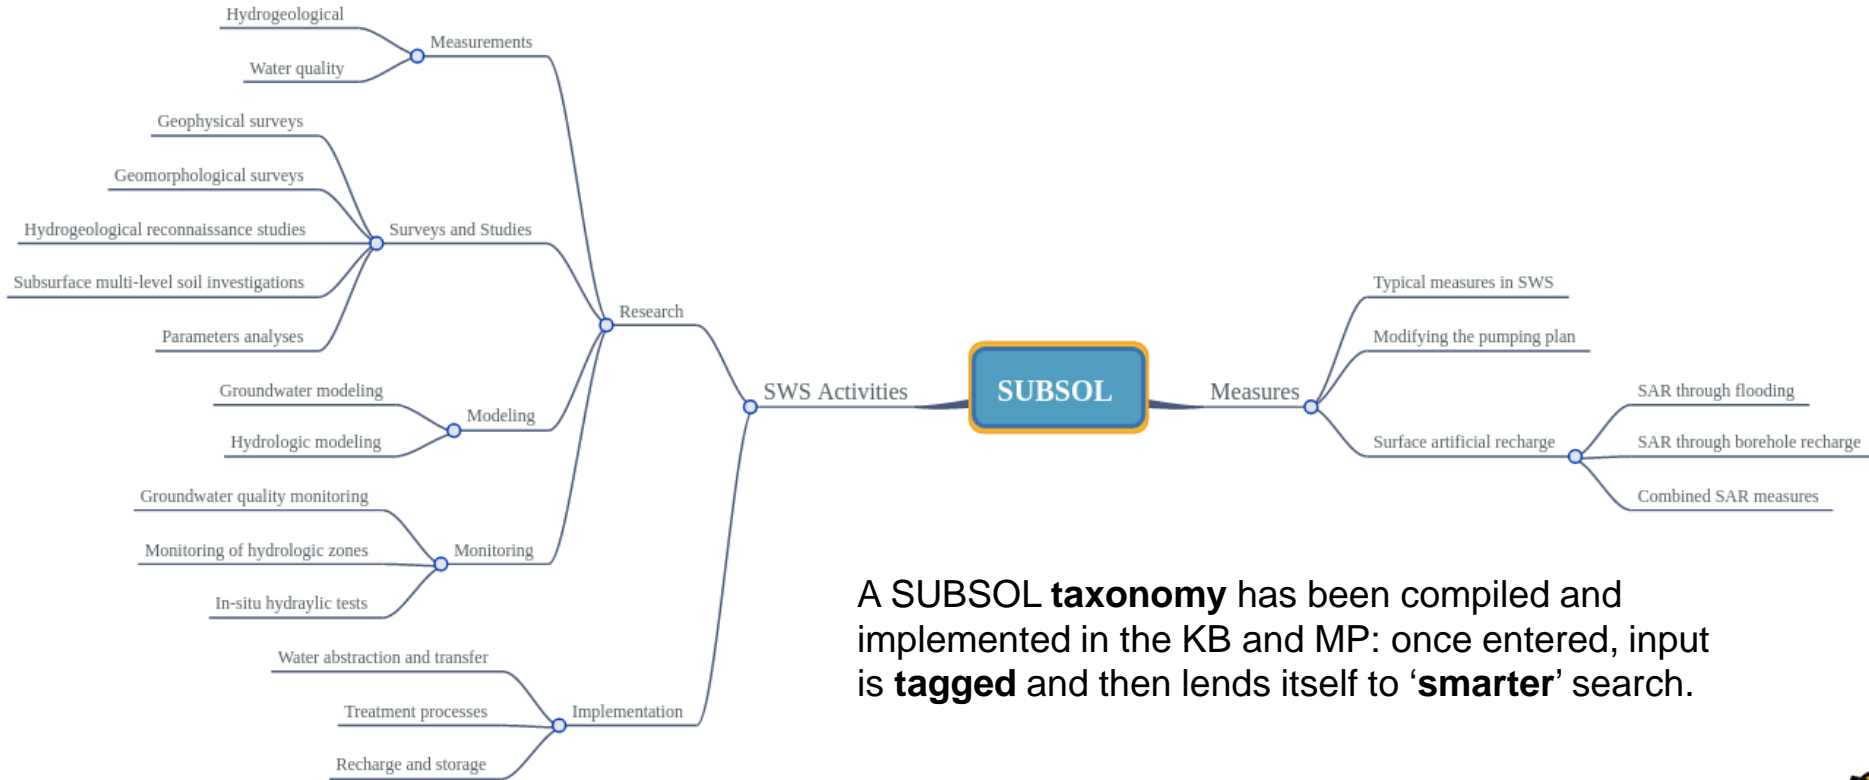 Hydrogeological
Measurements
Water quality
Geophysical surveys
Geomorphological surveys
Hydrogeological reconnaissance studies
Surveys and Studies
Subsurface multi-level soil investigations
Parameters analyses
Research
Groundwater modeling
Modeling
Hydrologic modeling
Groundwater quality monitoring
Monitoring of hydrologic zones
Monitoring
In-situ hydraylic tests
Water abstraction and transfer
Treatment processes
Implementation
Recharge and storage
SWS Activities
SUBSOL
Measures
Typical measures in SWS
Modifying the pumping plan
Surface artificial recharge
SAR through flooding
SAR through borehole recharge
Combined SAR measures
A SUBSOL taxonomy has been compiled and
implemented in the KB and MP: once entered, input
is tagged and then lends itself to ‘smarter’ search.